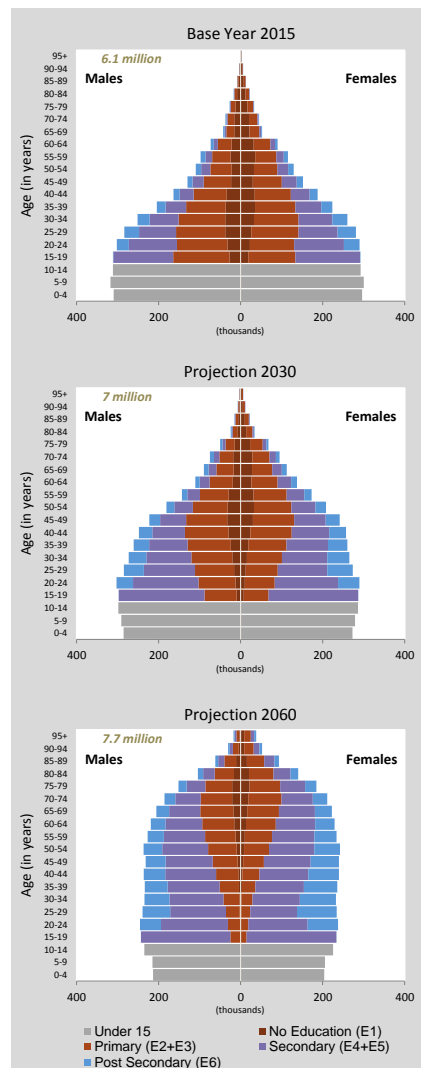 Base Year 2015
6.1 million
Males
Females
Age (in years)
95+
90-94
85-89
80-84
75-79
70-74
65-69
60-64
55-59
50-54
45-49
40-44
35-39
30-34
25-29
20-24
15-19
10-14
5-9
0-4
400 200 0 200 400
(thousands)
Projection 2030
7 million
Males
Females
Age (in years)
95+
90-94
85-89
80-84
75-79
70-74
65-69
60-64
55-59
50-54
45-49
40-44
35-39
30-34
25-29
20-24
15-19
10-14
5-9
0-4
400 200 0 200 400
(thousands)
Projection 2060
7.7 million
Males
Females
Age (in years)
95+
90-94
85-89
80-84
75-79
70-74
65-69
60-64
55-59
50-54
45-49
40-44
35-39
30-34
25-29
20-24
15-19
10-14
5-9
0-4
400 200 0 200 400
(thousands)
Under 15
No Education (E1)
Primary (E2+E3)
Secondary (E4+E5)
Post Secondary (E6)